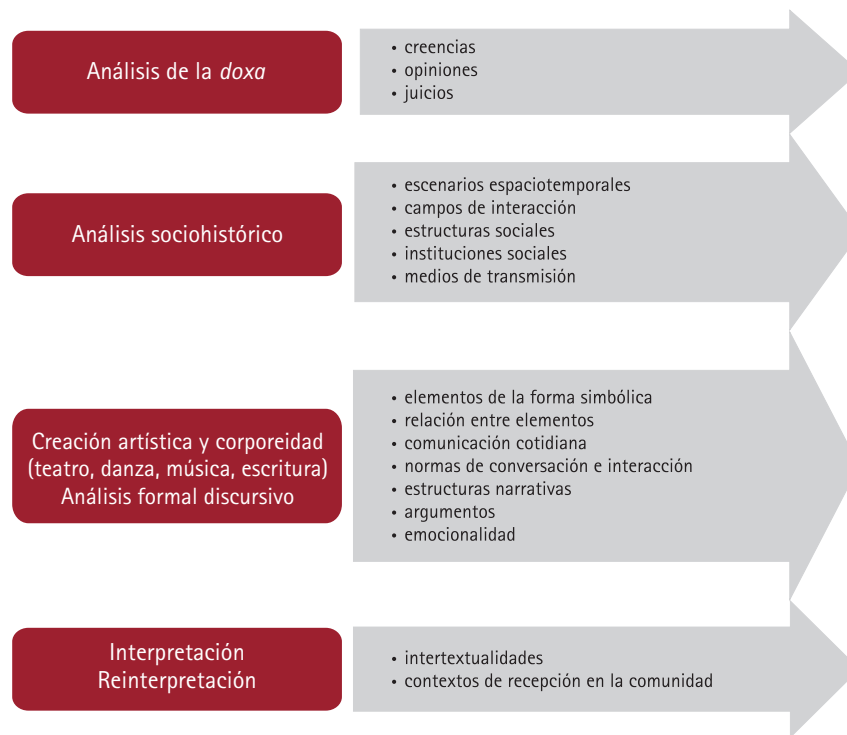 Análisis de la doxa
• creencias
• opiniones
• juicios
Análisis sociohistórico
• escenarios espaciotemporales
• campos de interacción
• estructuras sociales
• instituciones sociales
• medios de transmisión
Creación artística y corporeidad
(teatro, danza, música, escritura)
Análisis formal discursivo
• elementos de la forma simbólica
• relación entre elementos
• comunicación cotidiana
• normas de conversación e interacción
• estructuras narrativas
• argumentos
• emocionalidad
Interpretación
Reinterpretación
• intertextualidades
• contextos de recepción en la comunidad